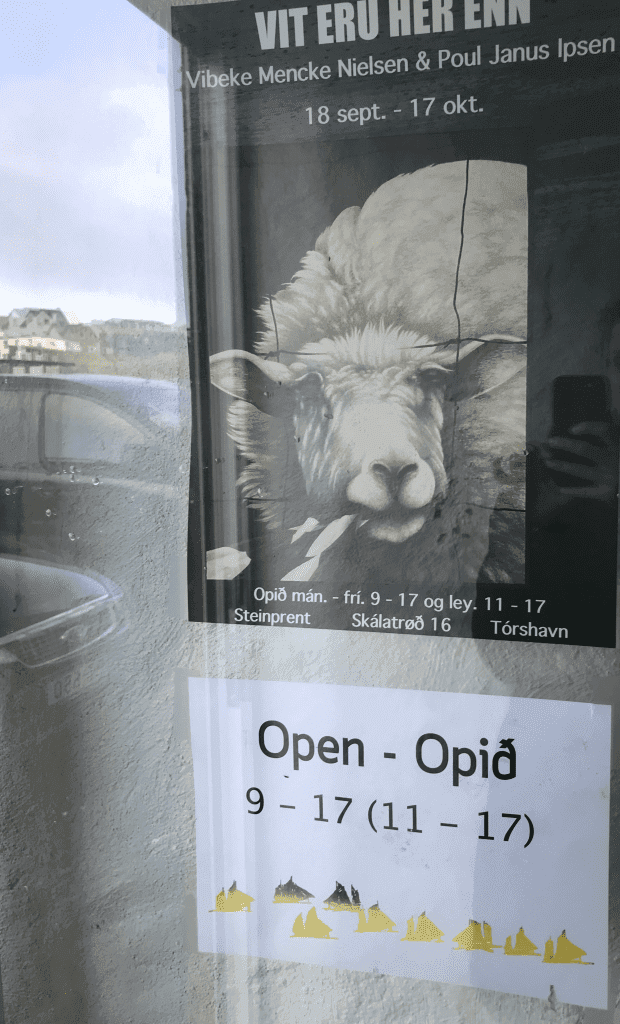 VIT ERU HER ENN
Vibeke Mencke Nielsen & Poul Janus Ipsen
18 sept. - 17 okt.
Opið mán. - frí. 9 - 17 og ley. 11 - 17
Steinprent Skálatrøð 16 Tórshavn
Open - Opið
9 – 17 (11 – 17)